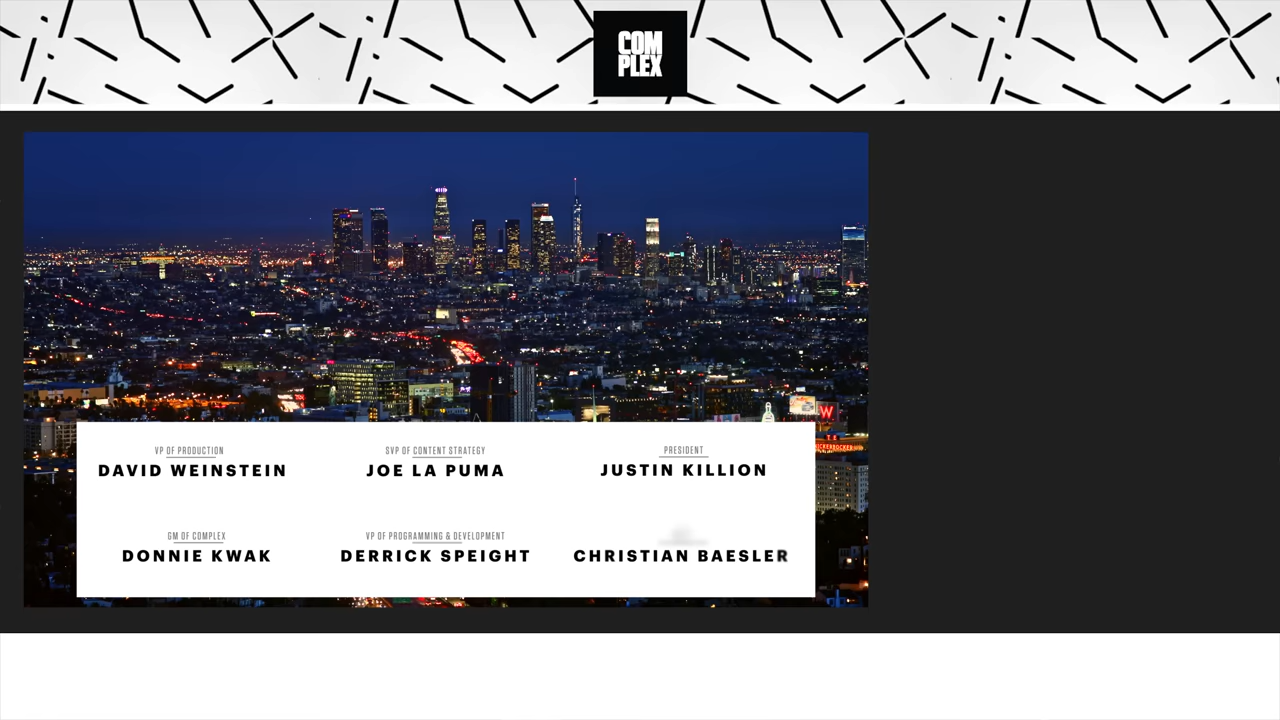 COM
PLEX
W
VP OF PRODUCTION
DAVID WEINSTEIN
SVP OF CONTENT STRATEGY
JOE LA PUMA
PRESIDENT
JUSTIN KILLION
GM OF COMPLEX
DONNIE KWAK
VP OF PROGRAMMING & DEVELOPMENT
DERRICK SPEIGHT
CHRISTIAN BAESLER